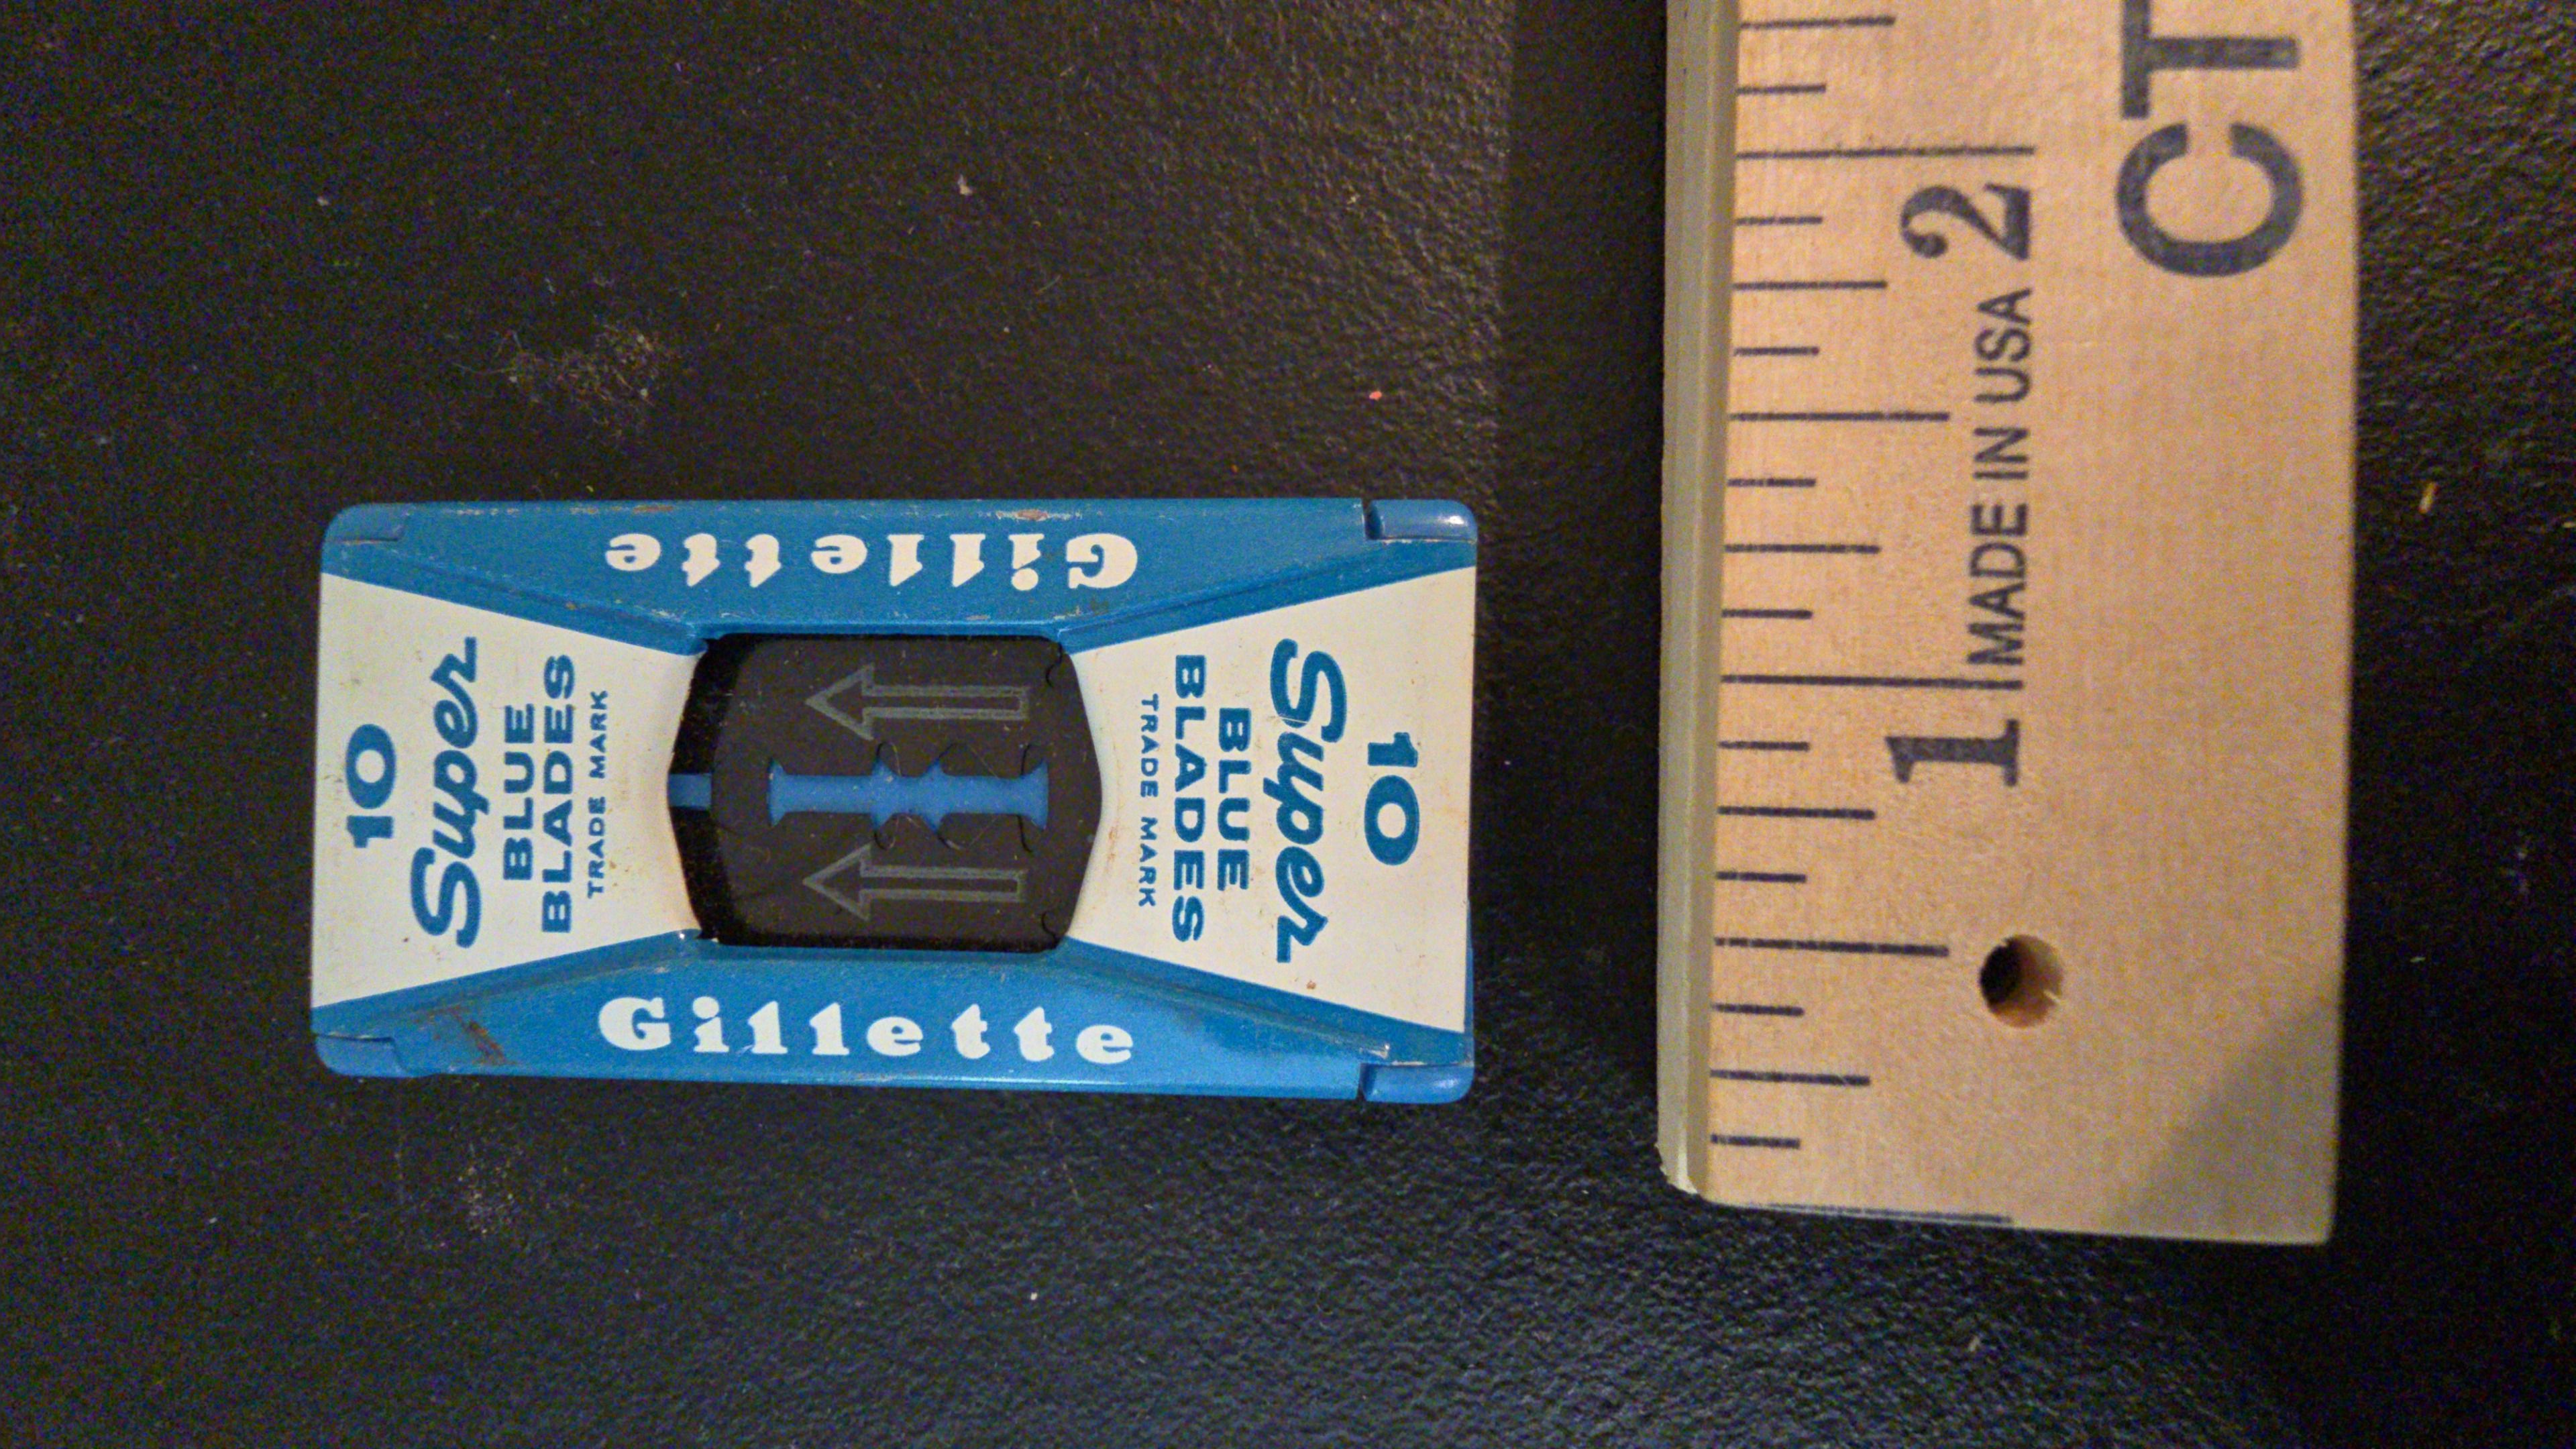 Gillette
10
Super
BLUE
BLADES
TRADE MARK
10
Super
BLUE
BLADES
TRADE MARK
Gillette
1
MADE IN USA
2
CT